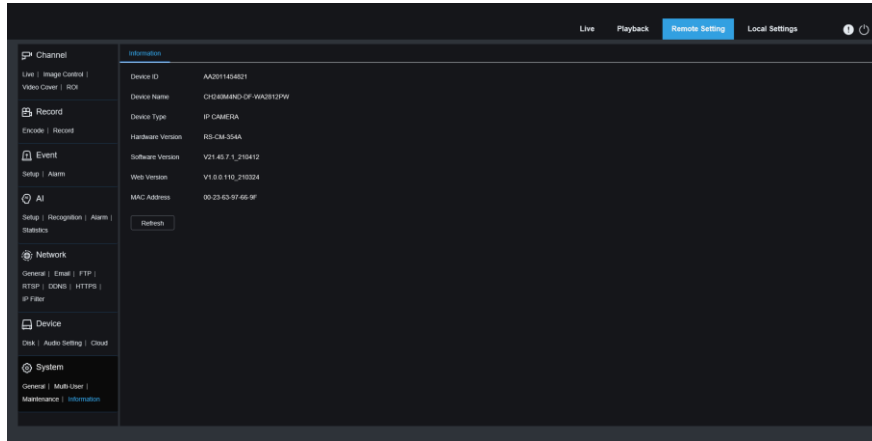 Live Playback Remote Setting Local Settings
Channel
Live | Image Control |
Video Cover | ROI
Record
Encode | Record
Event
Setup | Alarm
AI
Setup | Recognition | Alarm |
Statistics
Network
General | Email | FTP |
RTSP | DDNS | HTTPS |
IP Filter
Device
Disk | Audio Setting | Cloud
System
General | Multi-User |
Maintenance | Information
Information
Device ID AA2011454821
Device Name CH240M4ND-DF-WA2812PW
Device Type IP CAMERA
Hardware Version RS-CM-354A
Software Version V21.45.7.1_210412
Web Version V1.0.0.110_210324
MAC Address 00-23-63-97-66-9F
Refresh